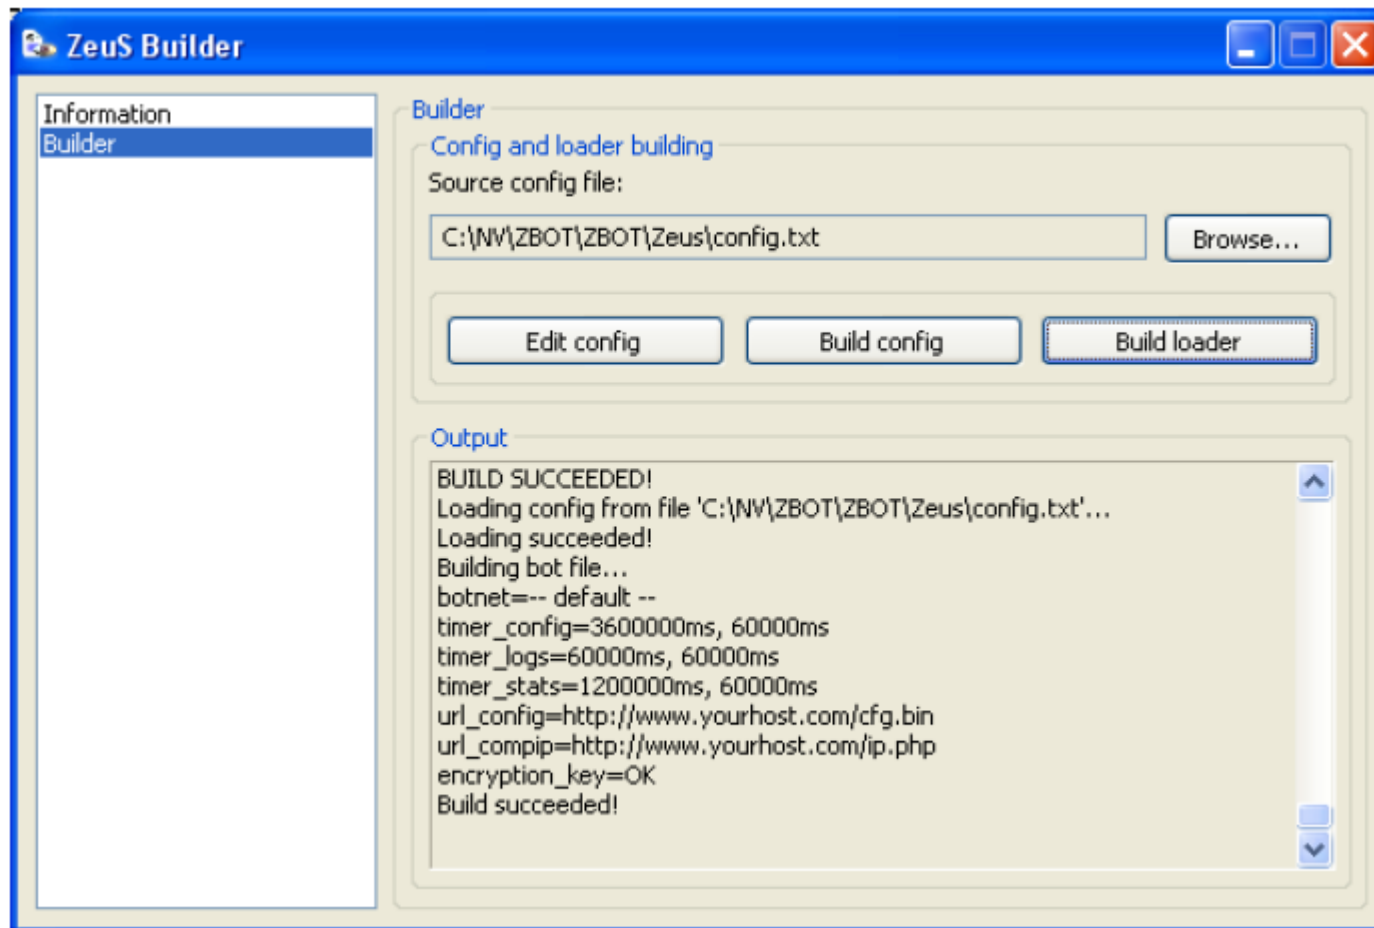 ZeuS Builder
Information
Builder
Builder
Config and loader building
Source config file:
C:\NV\ZBOT\ZBOT\Zeus\config.txt
Browse...
Edit config
Build config
Build loader
Output
BUILD SUCCEEDED!
Loading config from file 'C:\NV\ZBOT\ZBOT\Zeus\config.txt'...
Loading succeeded!
Building bot file...
botnet=-- default --
timer_config=3600000ms, 60000ms
timer_logs=60000ms, 60000ms
timer_stats=1200000ms, 60000ms
url_config=http://www.yourhost.com/cfg.bin
url_compip=http://www.yourhost.com/ip.php
encryption_key=OK
Build succeeded!